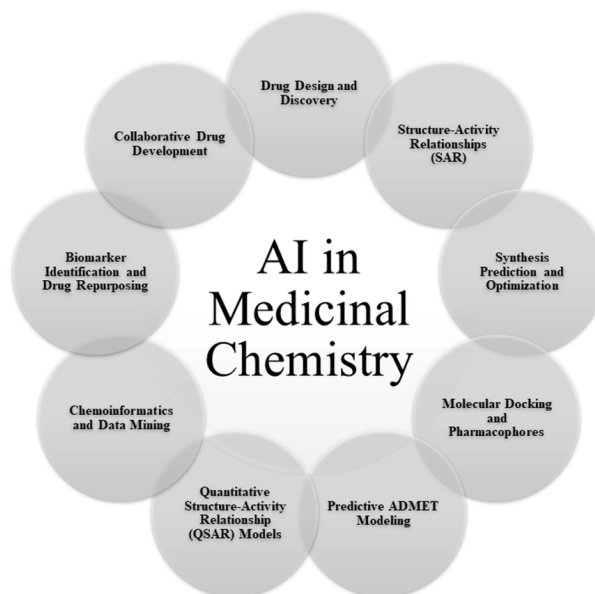 Drug Design and
Discovery
Structure-Activity
Relationships
(SAR)
Synthesis
Prediction and
Optimization
Molecular Docking
and
Pharmacophores
Predictive ADMET
Modeling
Quantitative
Structure-Activity
Relationship
(QSAR) Models
Chemoinformatics
and Data Mining
Biomarker
Identification and
Drug Repurposing
Collaborative Drug
Development
AI in
Medicinal
Chemistry